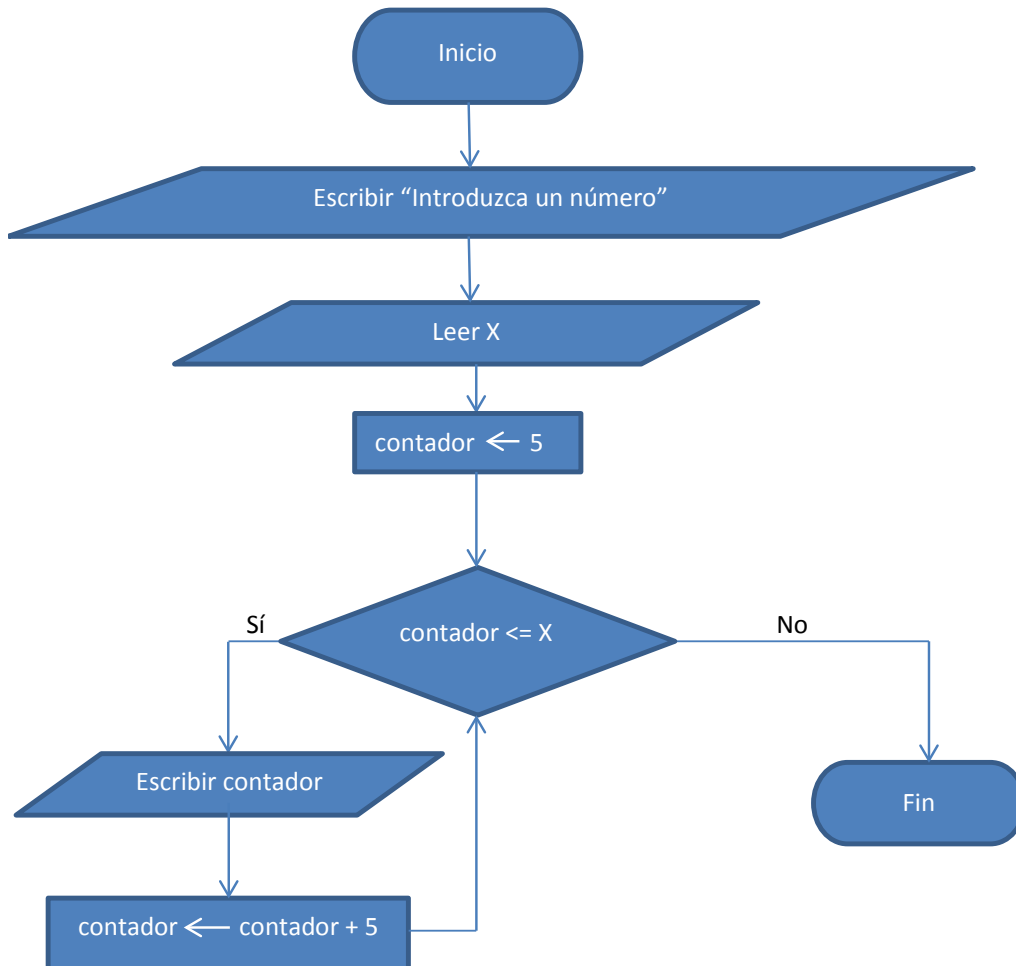 Inicio
Escribir “Introduzca un número”
Leer X
contador ← 5
contador <= X
Sí
No
Escribir contador
Fin
contador ← contador + 5